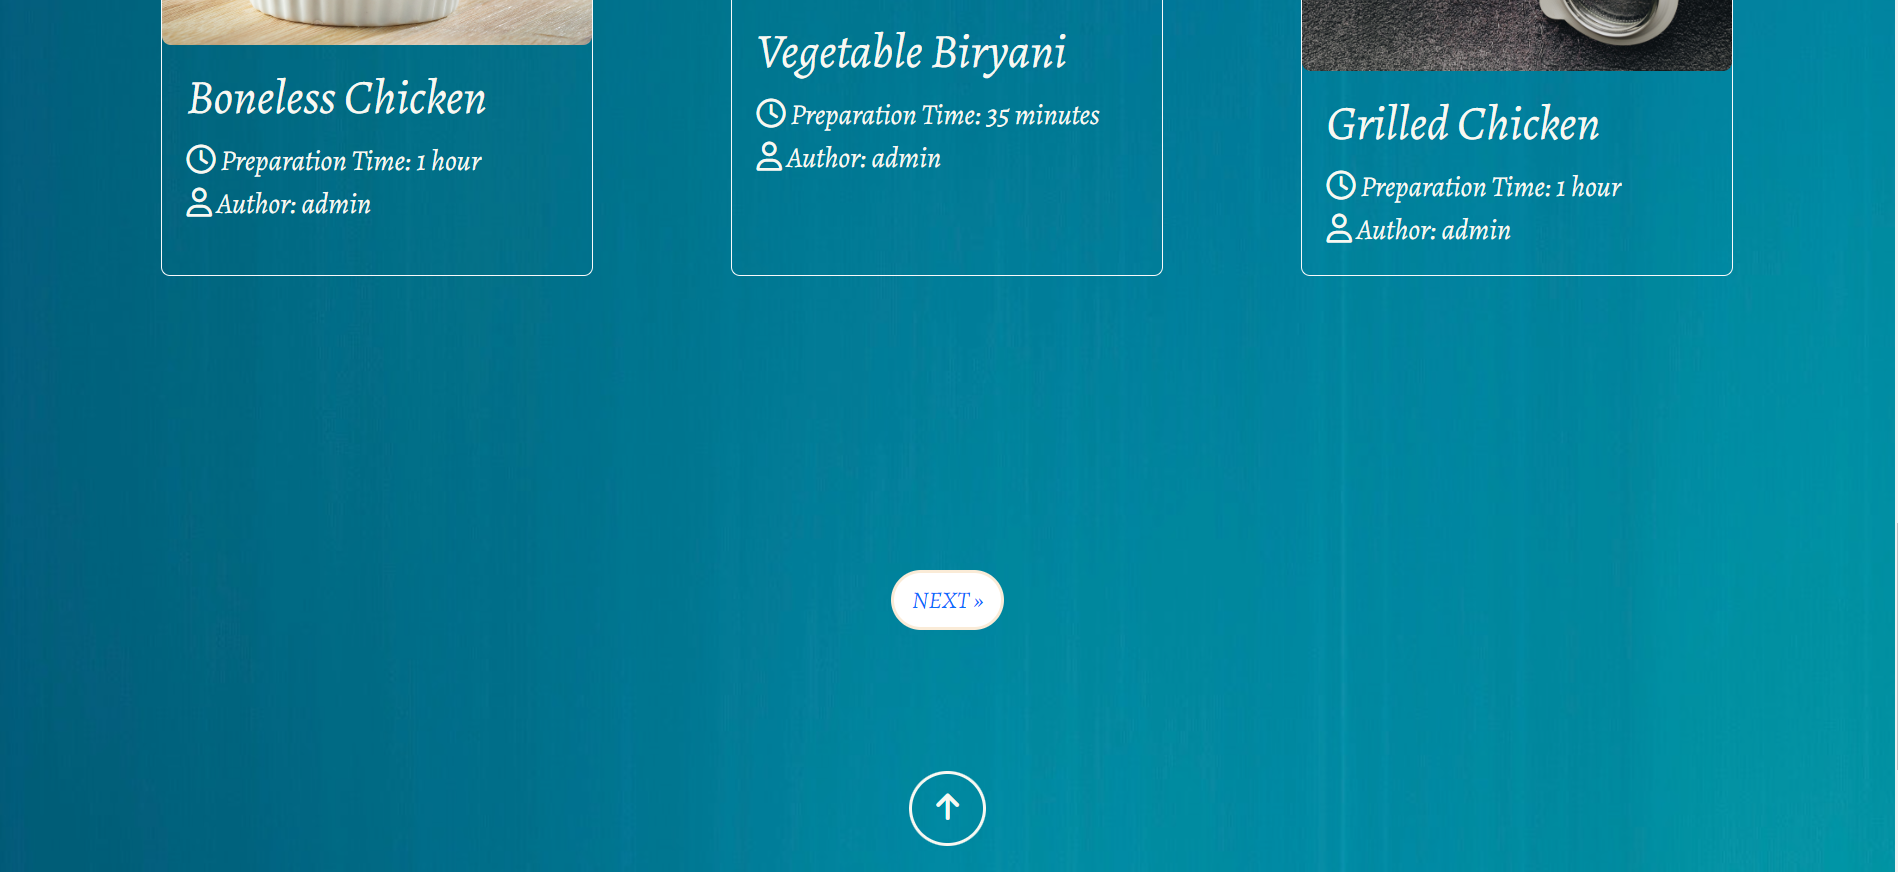 Boneless Chicken
Preparation Time: 1 hour
Author: admin
Vegetable Biryani
Preparation Time: 35 minutes
Author: admin
Grilled Chicken
Preparation Time: 1 hour
Author: admin
NEXT »